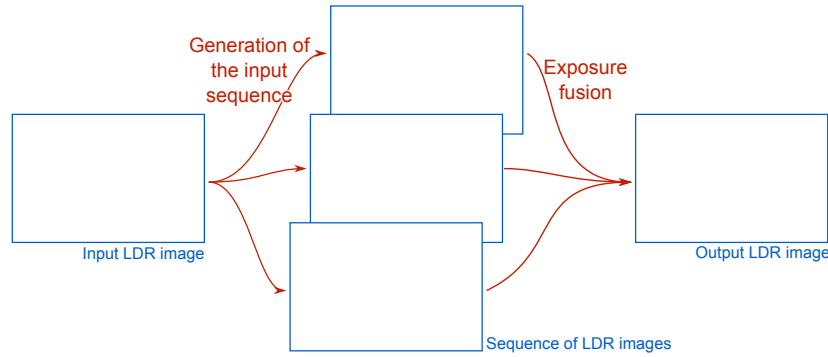 Generation of
the input
sequence
Exposure
fusion
Input LDR image
Output LDR image
Sequence of LDR images